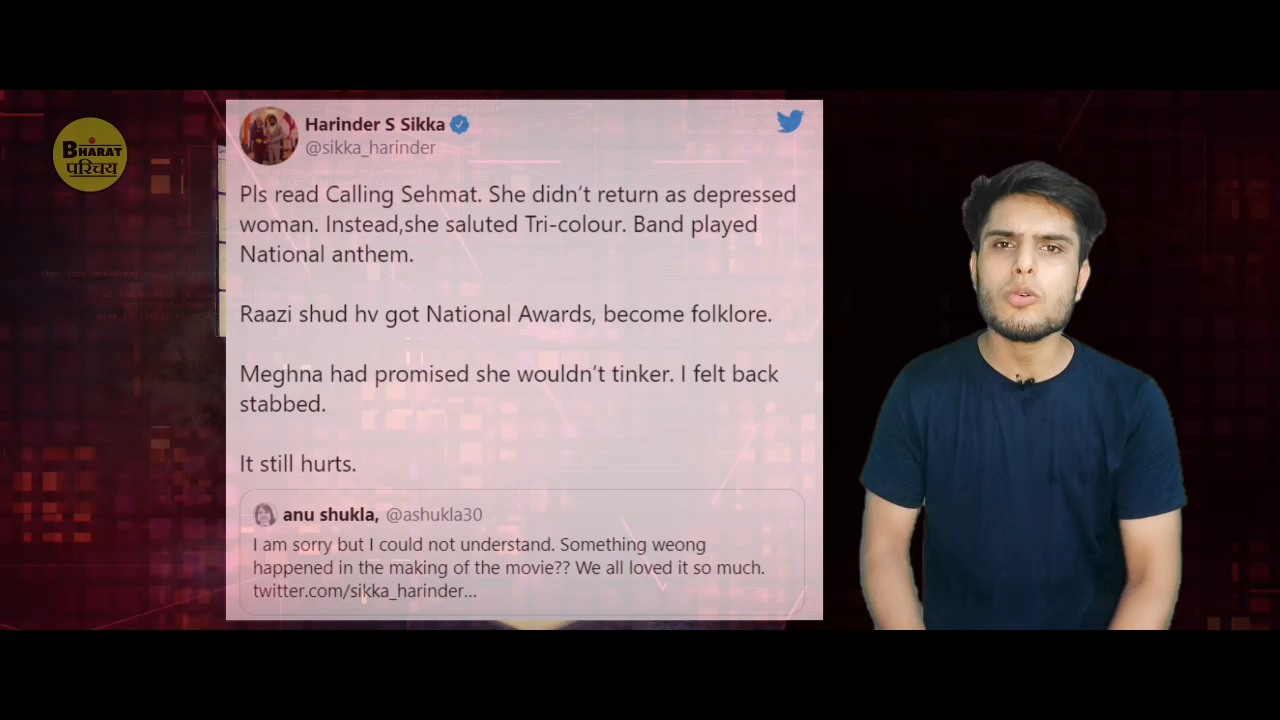 BHARAT
परिचय
Harinder S Sikka
@sikka_harinder
Pls read Calling Sehmat. She didn't return as depressed
woman. Instead,she saluted Tri-colour. Band played
National anthem.
Raazi shud hv got National Awards, become folklore.
Meghna had promised she wouldn't tinker. I felt back
stabbed.
It still hurts.
anu shukla, @ashukla30
I am sorry but I could not understand. Something weong
happened in the making of the movie?? We all loved it so much.
twitter.com/sikka_harinder...